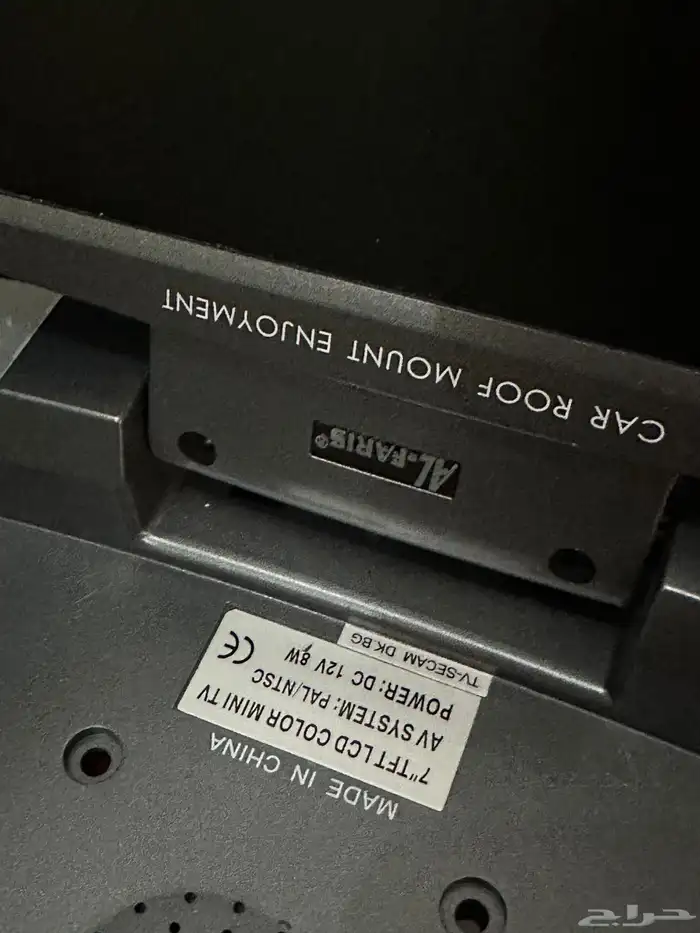 MADE IN CHINA
7"TFT LCD COLOR MINI TV
AV SYSTEM: PAL/NTSC
POWER: DC 12V 8W
CE
TV-SECAM DK BG
AL-FARIS®
CAR ROOF MOUNT ENJOYMENT
حراج